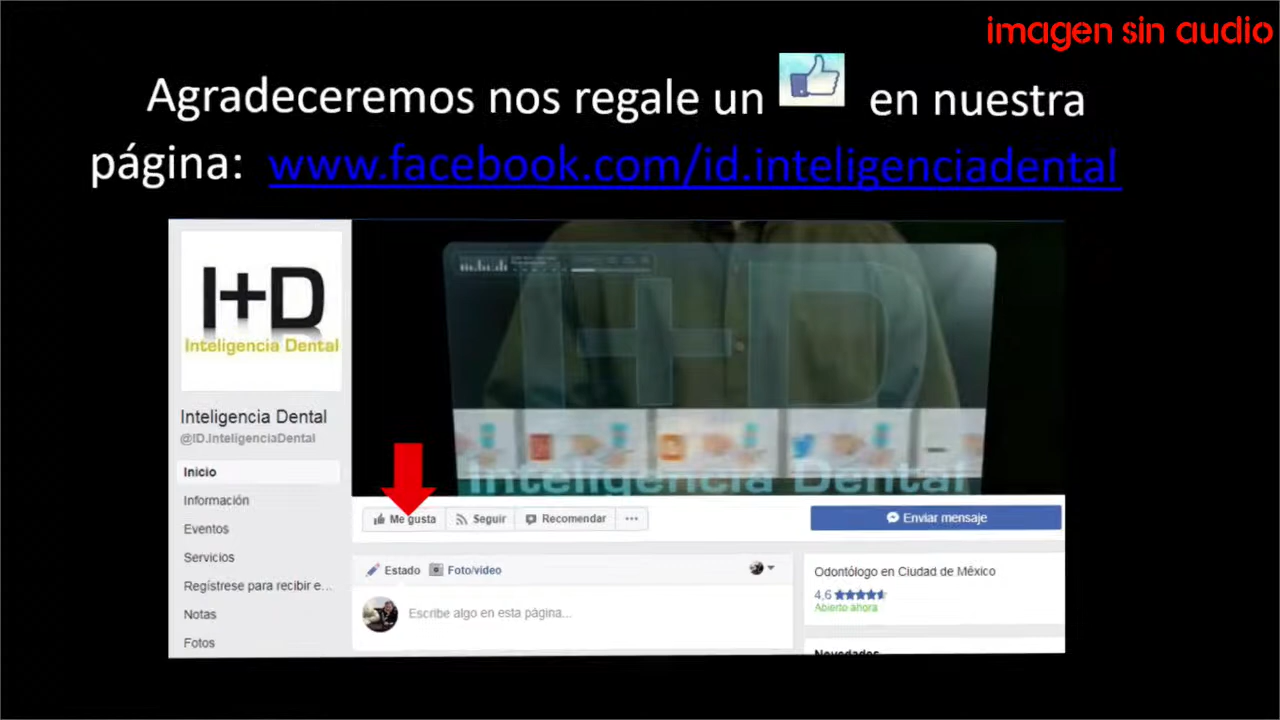 imagen sin audio
Agradeceremos nos regale un en nuestra
página: www.facebook.com/id.inteligenciadental
I+D
Inteligencia Dental
Inteligencia Dental
@ID.InteligenciaDental
Inicio
Información
Eventos
Servicios
Regístrese para recibir e...
Notas
Fotos
I+D
Inteligencia Dental
Me gusta Seguir Recomendar ...
Enviar mensaje
Estado Foto/video
Escribe algo en esta página...
Odontólogo en Ciudad de México
4,6
Abierto ahora
Novedades